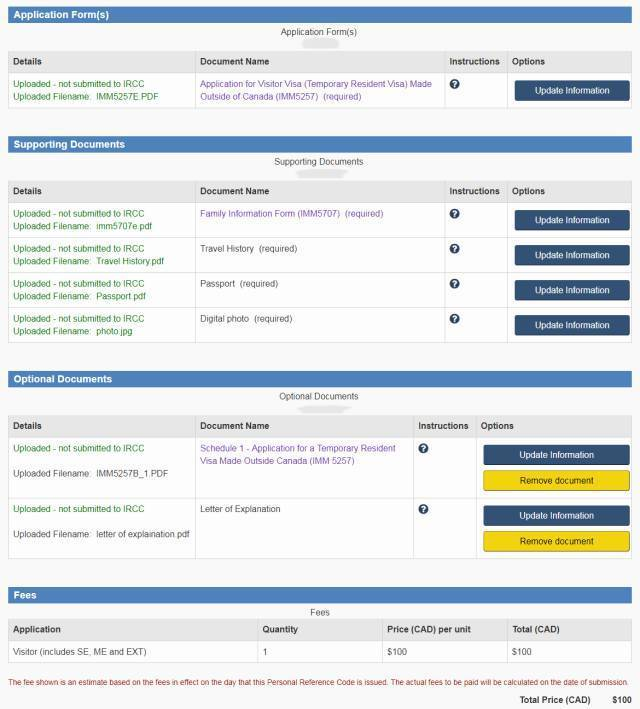 Application Form(s)
Application Form(s)
Details Document Name Instructions Options
Uploaded - not submitted to IRCC Application for Visitor Visa (Temporary Resident Visa) Made ? Update Information
Uploaded Filename: IMM5257E.PDF Outside of Canada (IMM5257) (required)
Supporting Documents
Supporting Documents
Details Document Name Instructions Options
Uploaded - not submitted to IRCC Family Information Form (IMM5707) (required) ? Update Information
Uploaded Filename: imm5707e.pdf
Uploaded - not submitted to IRCC Travel History (required) ? Update Information
Uploaded Filename: Travel History.pdf
Uploaded - not submitted to IRCC Passport (required) ? Update Information
Uploaded Filename: Passport.pdf
Uploaded - not submitted to IRCC Digital photo (required) ? Update Information
Uploaded Filename: photo.jpg
Optional Documents
Optional Documents
Details Document Name Instructions Options
Uploaded - not submitted to IRCC Schedule 1 - Application for a Temporary Resident ? Update Information
Visa Made Outside Canada (IMM 5257)
Uploaded Filename: IMM5257B_1.PDF Remove document
Uploaded - not submitted to IRCC Letter of Explanation ? Update Information
Uploaded Filename: letter of explaination.pdf Remove document
Fees
Fees
Application Quantity Price (CAD) per unit Total (CAD)
Visitor (includes SE, ME and EXT) 1 $100 $100
The fee shown is an estimate based on the fees in effect on the day that this Personal Reference Code is issued. The actual fees to be paid will be calculated on the date of submission.
Total Price (CAD) $100